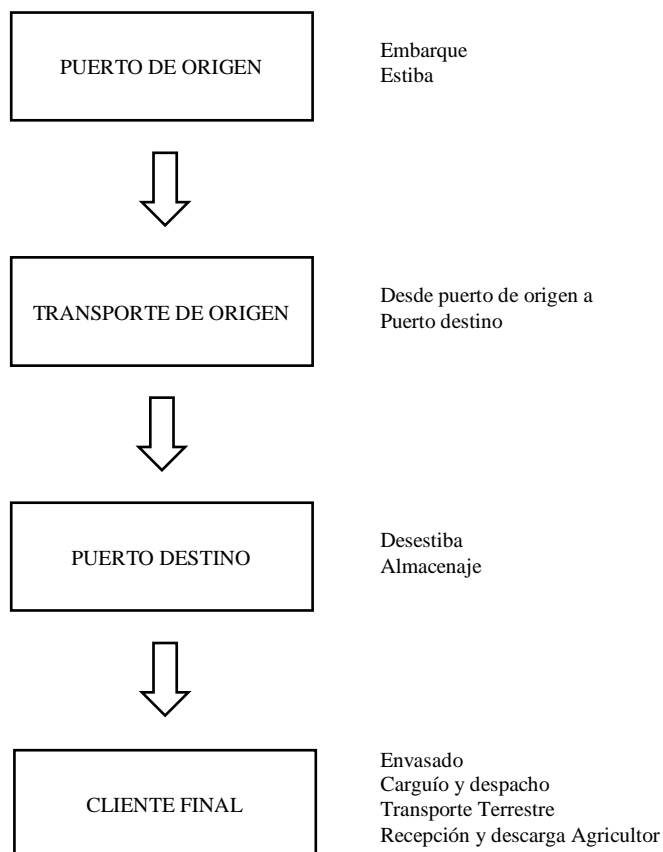 PUERTO DE ORIGEN
Embarque
Estiba
TRANSPORTE DE ORIGEN
Desde puerto de origen a
Puerto destino
PUERTO DESTINO
Desestiba
Almacenaje
CLIENTE FINAL
Envasado
Carguío y despacho
Transporte Terrestre
Recepción y descarga Agricultor